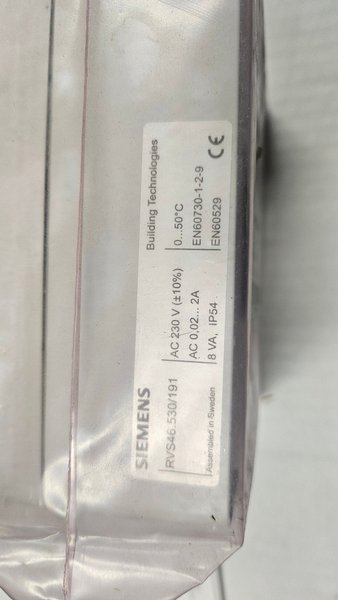 SIEMENS
Building Technologies
RVS46.530/191
AC 230 V (±10%)
0...50°C
AC 0,02... 2A
EN60730-1-2-9
Assembled in Sweden
8 VA, IP54
EN60529
CE